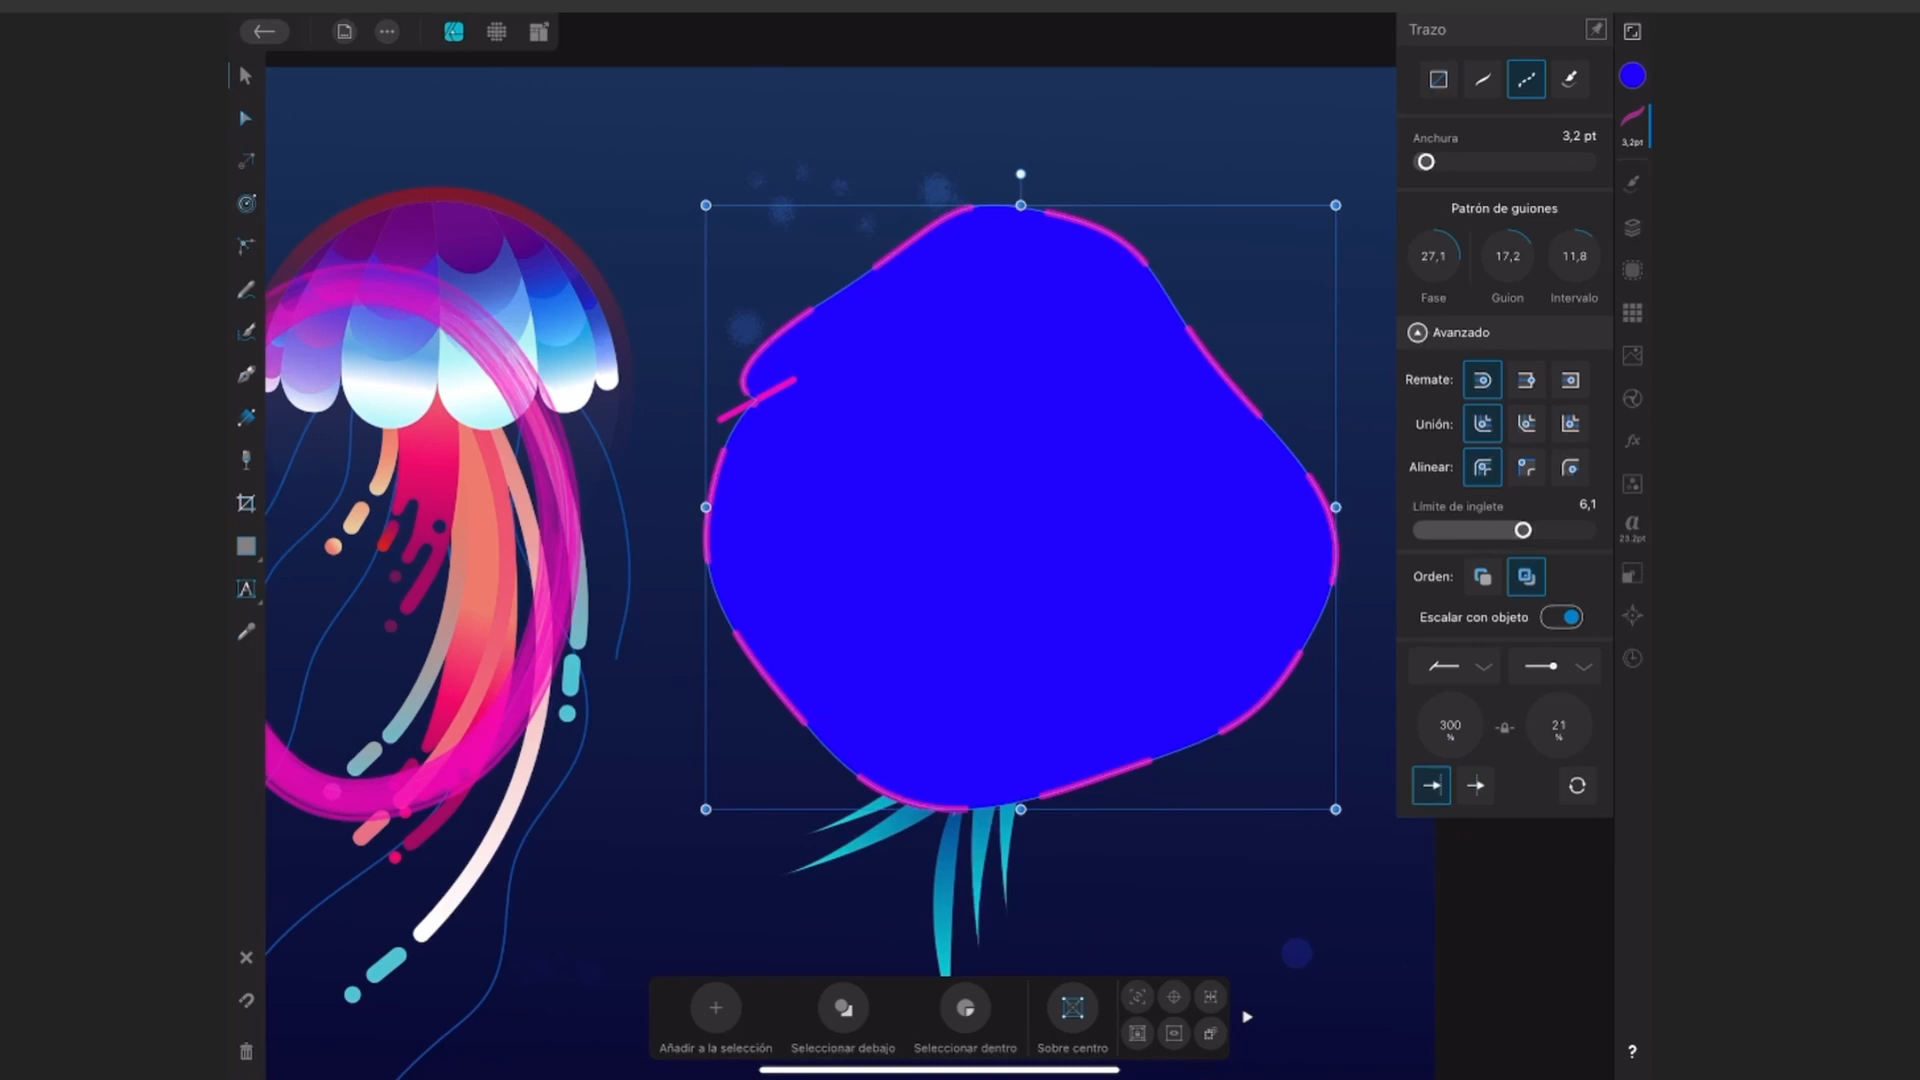 Trazo
Anchura
3,2 pt
3,2pt
Patrón de guiones
27,1
17,2
11,8
Fase
Guion
Intervalo
Avanzado
Remate:
Unión:
Alinear:
Límite de inglete
6,1
fx
a
23.2pt
Orden:
Escalar con objeto
300
%
21
%
A
Añadir a la selección
Seleccionar debajo
Seleccionar dentro
Sobre centro
?